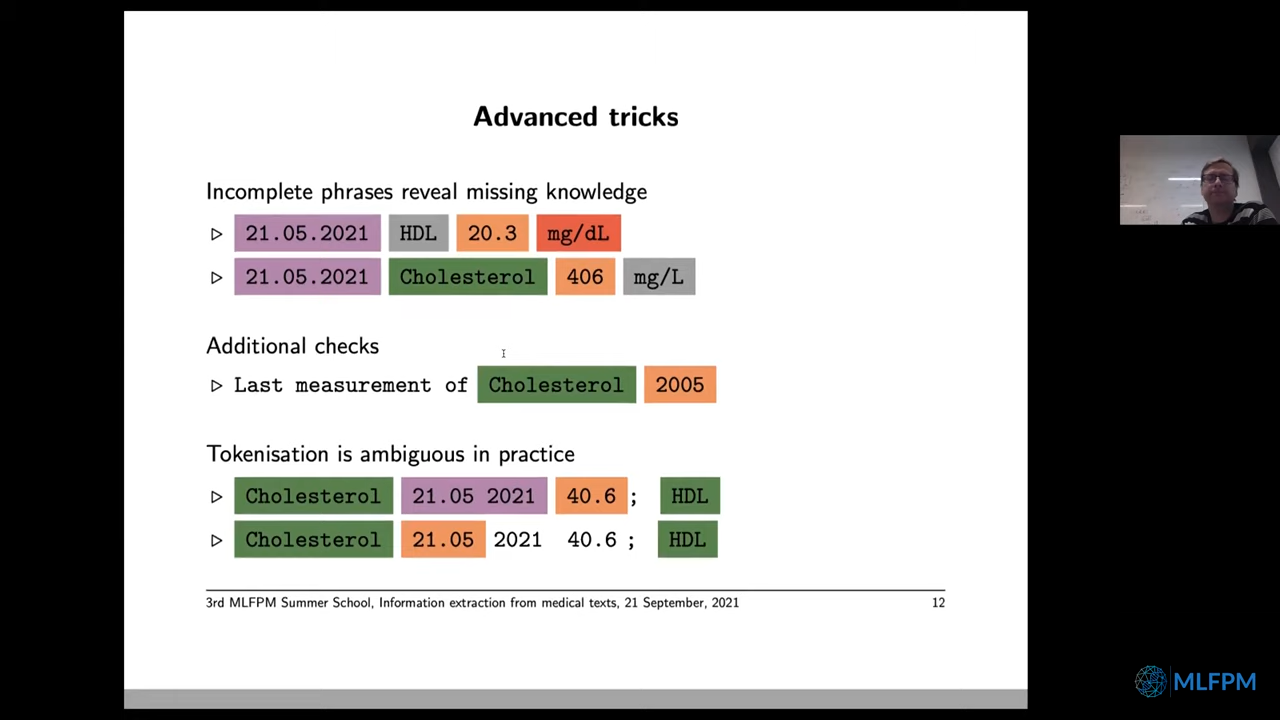 Advanced tricks
Incomplete phrases reveal missing knowledge
▷ 21.05.2021 HDL 20.3 mg/dL
▷ 21.05.2021 Cholesterol 406 mg/L
Additional checks
▷ Last measurement of Cholesterol 2005
Tokenisation is ambiguous in practice
▷ Cholesterol 21.05 2021 40.6 ; HDL
▷ Cholesterol 21.05 2021 40.6 ; HDL
3rd MLFPM Summer School, Information extraction from medical texts, 21 September, 2021 12
MLFPM